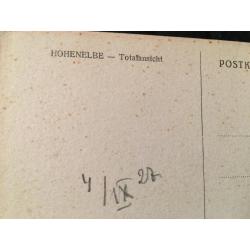 HOHENELBE — Totalansicht
POSTK
4/IX 27